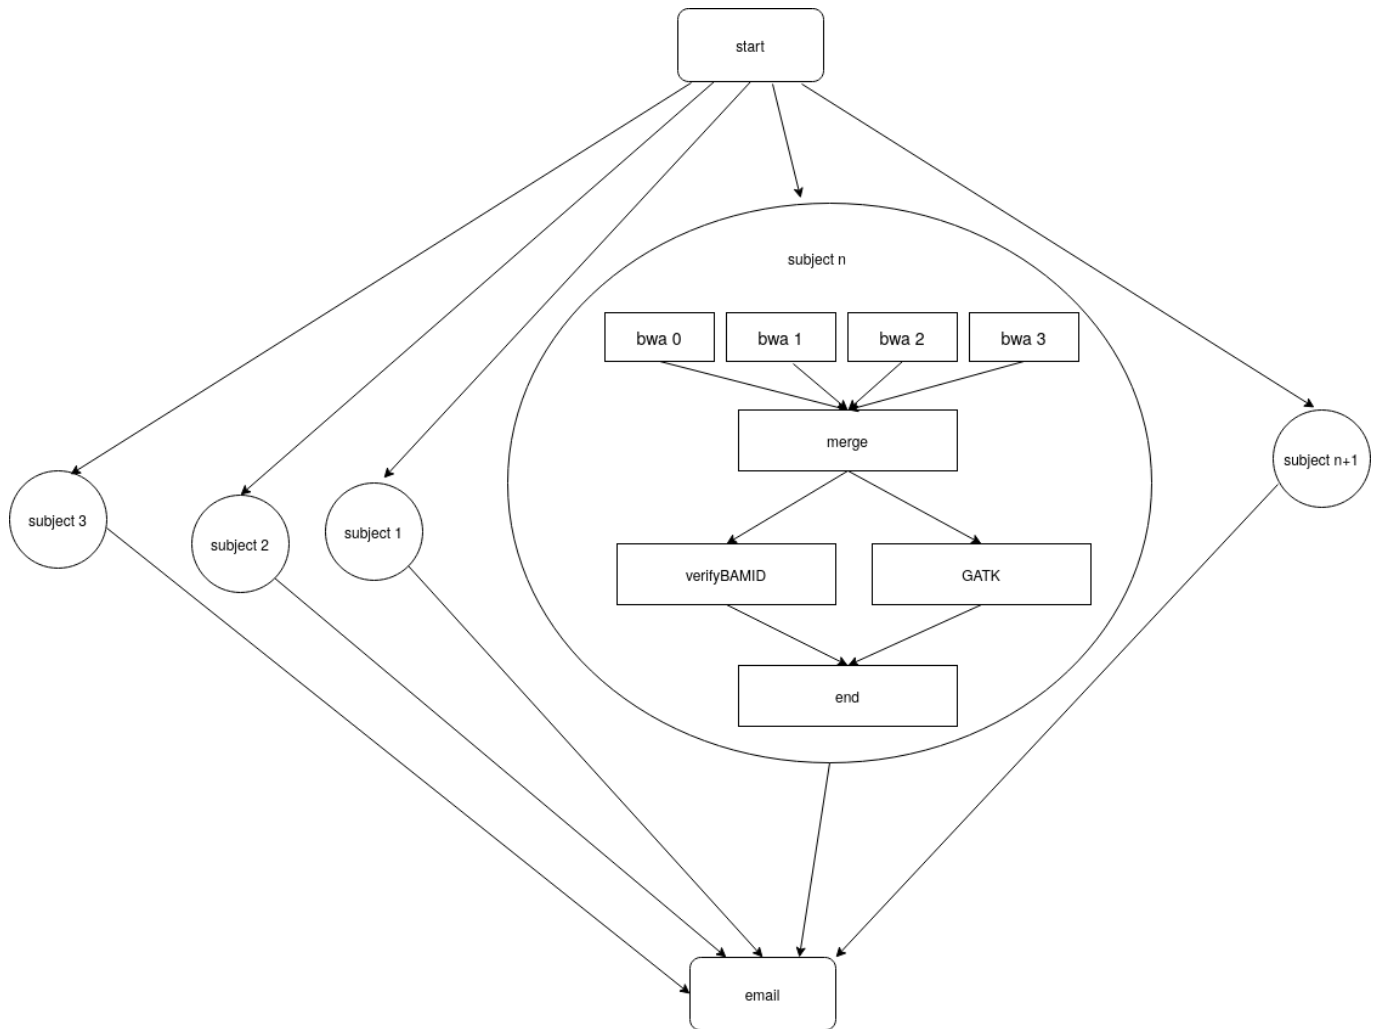 start
subject n
bwa 0
bwa 1
bwa 2
bwa 3
merge
subject n+1
subject 3
subject 2
subject 1
verifyBAMID
GATK
end
email